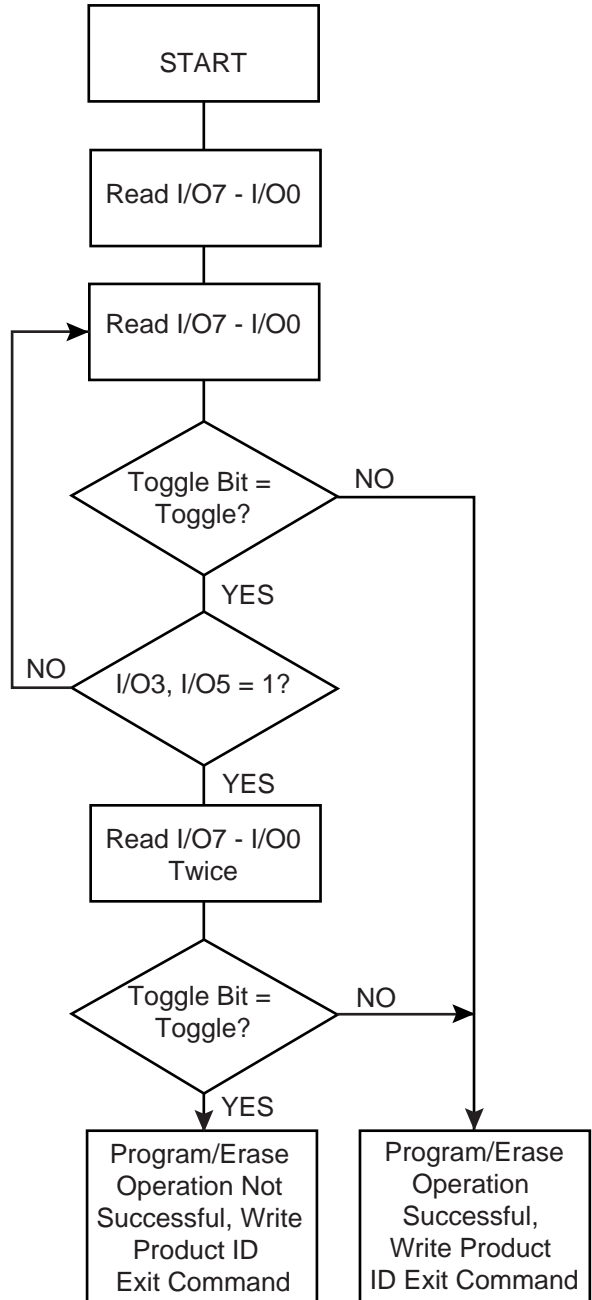 START
Read I/O7 - I/O0
Read I/O7 - I/O0
Toggle Bit =
Toggle?
NO
YES
NO
I/O3, I/O5 = 1?
YES
Read I/O7 - I/O0
Twice
Toggle Bit =
Toggle?
NO
YES
Program/Erase
Operation Not
Successful, Write
Product ID
Exit Command
Program/Erase
Operation
Successful,
Write Product
ID Exit Command